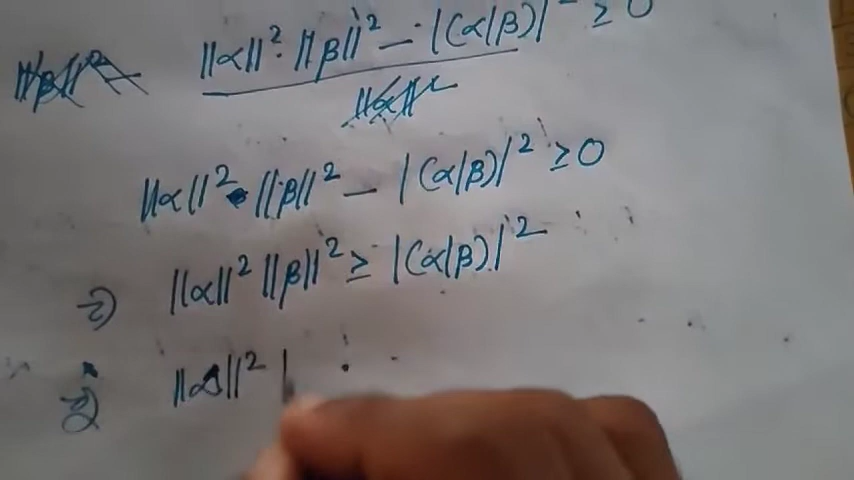 ||α||² · ||β||² − |(α|β)|² ≥ 0
||α||²
||α||² · ||β||² − |(α|β)|² ≥ 0
⇒ ||α||² ||β||² ≥ |(α|β)|²
⇒ ||α||² |